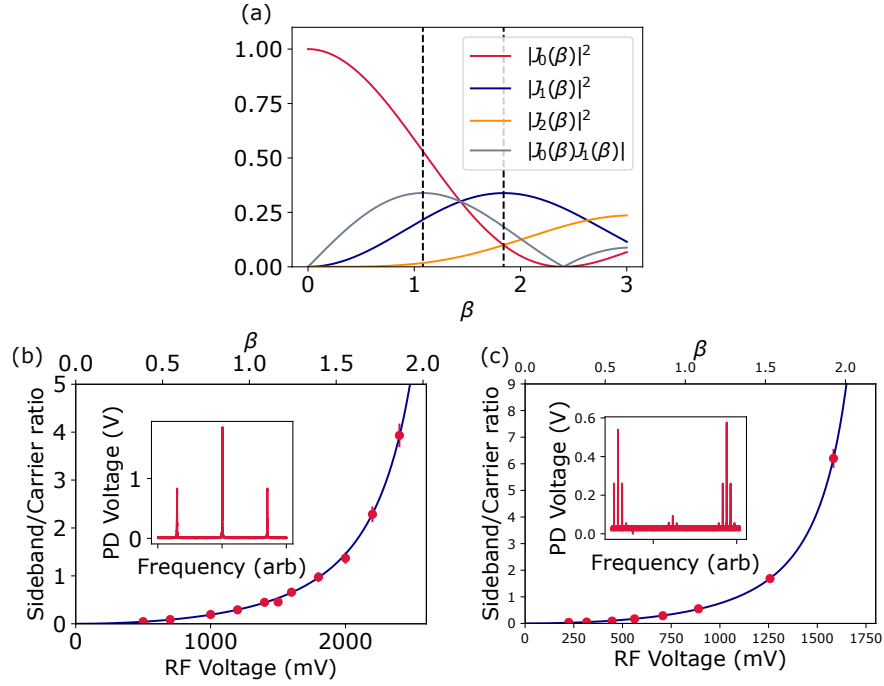 (a)
1.00
0.75
0.50
0.25
0.00
|J₀(β)|²
|J₁(β)|²
|J₂(β)|²
|J₀(β)J₁(β)|
0 1 2 3
β
(b)
β
0.0 0.5 1.0 1.5 2.0
Sideband/Carrier ratio
5
4
3
2
1
0
PD Voltage (V)
1
0
Frequency (arb)
0 1000 2000
RF Voltage (mV)
(c)
β
0.0 0.5 1.0 1.5 2.0
Sideband/Carrier ratio
9
8
7
6
5
4
3
2
1
0
PD Voltage (V)
0.6
0.4
0.2
0.0
Frequency (arb)
0 250 500 750 1000 1250 1500 1750
RF Voltage (mV)